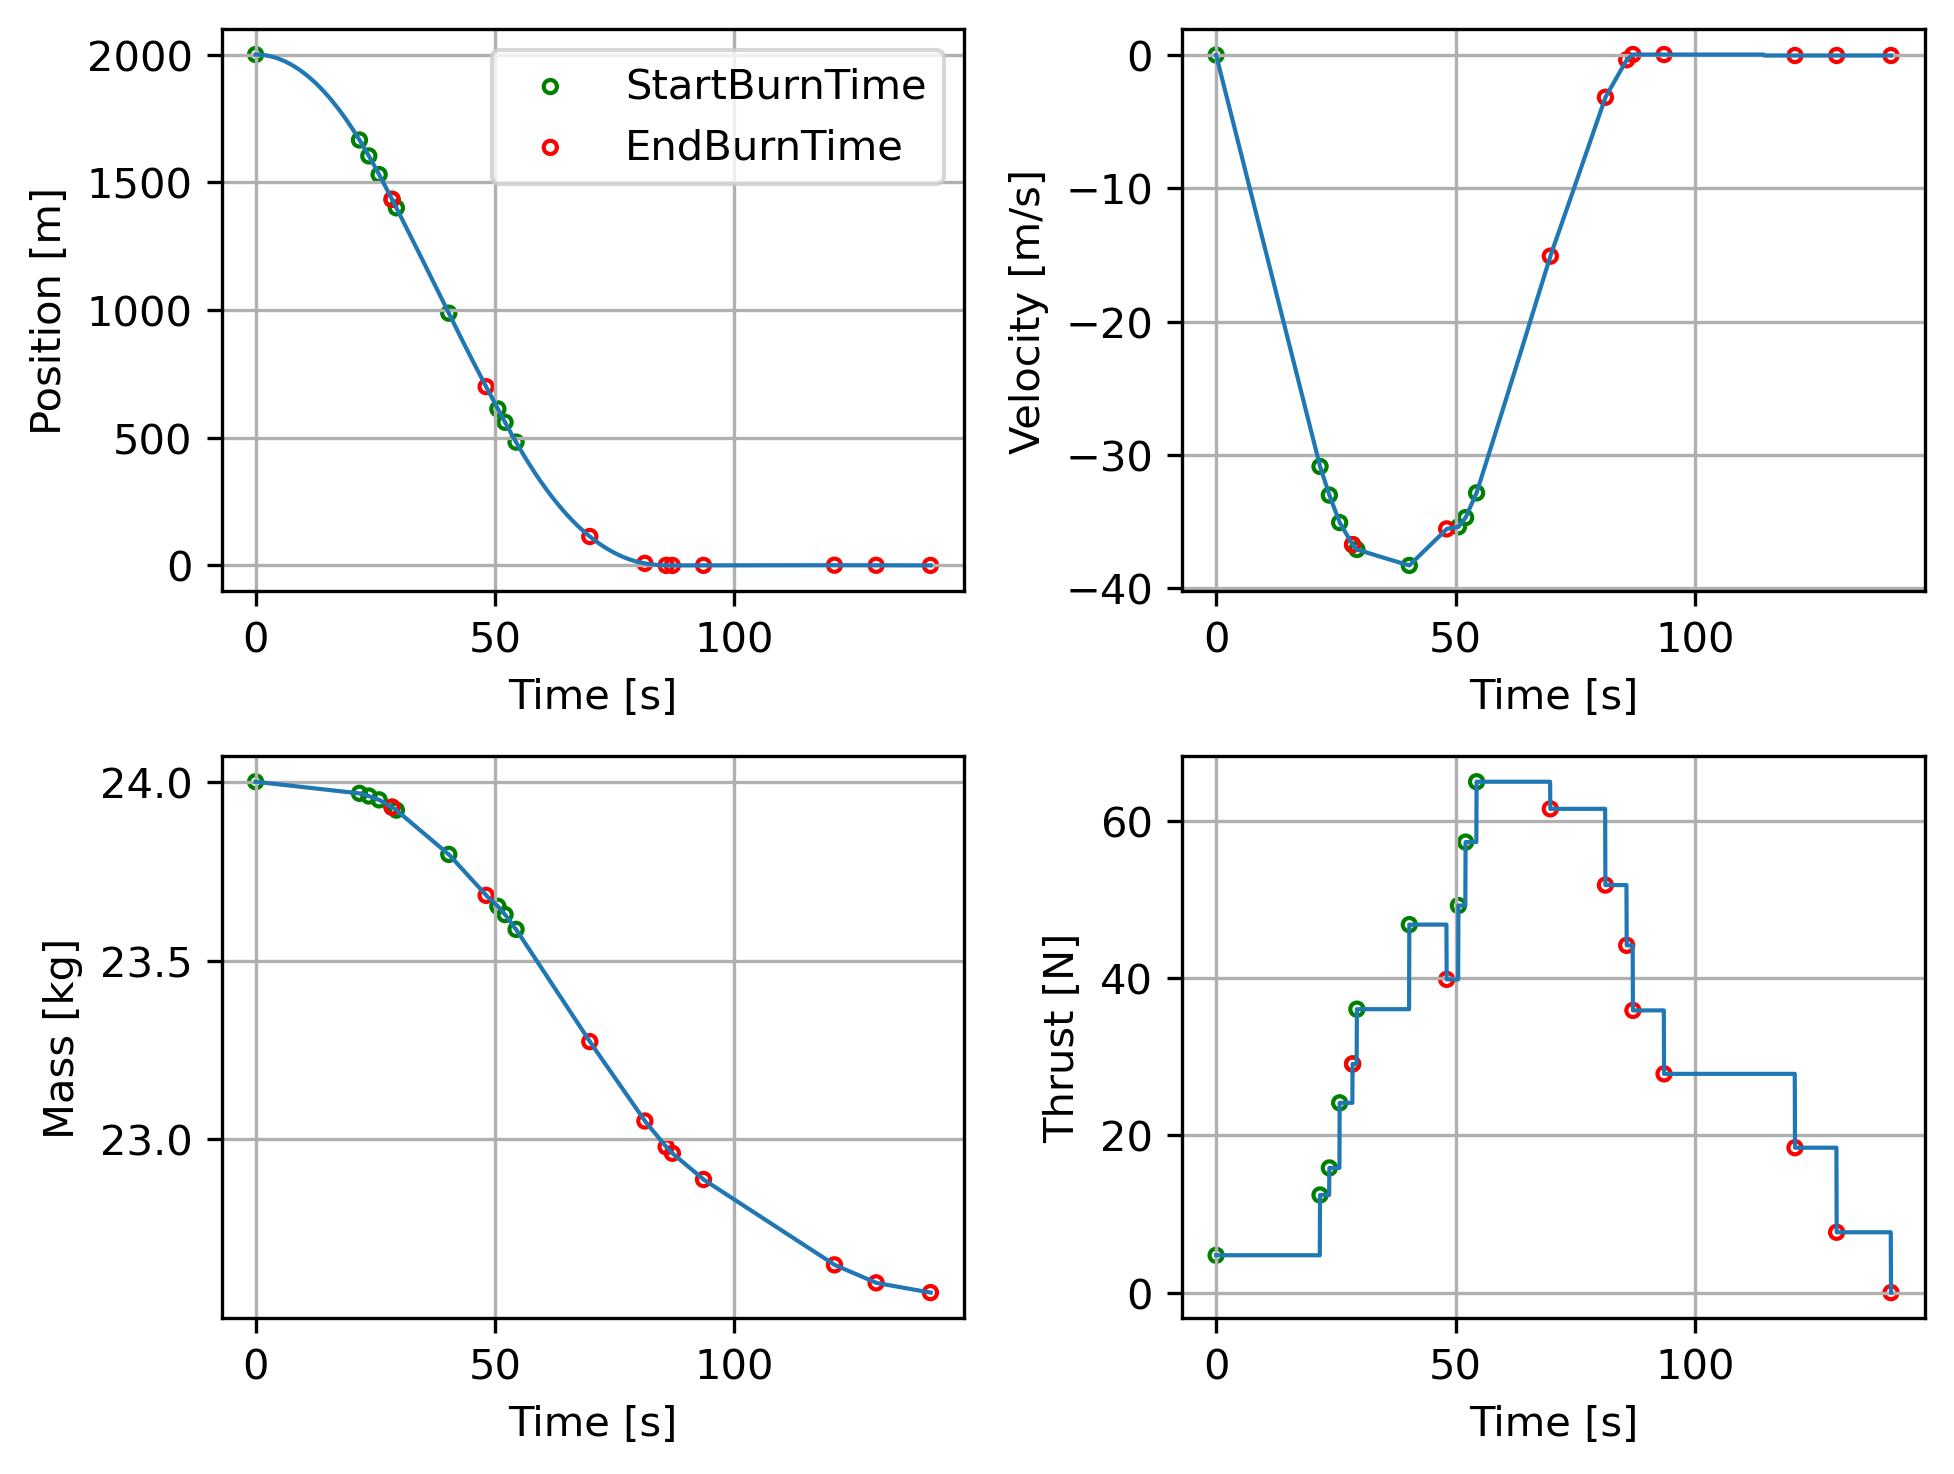 2000
1500
1000
500
0
Position [m]
StartBurnTime
EndBurnTime
0 50 100
Time [s]
0
−10
−20
−30
−40
Velocity [m/s]
0 50 100
Time [s]
24.0
23.5
23.0
Mass [kg]
0 50 100
Time [s]
60
40
20
0
Thrust [N]
0 50 100
Time [s]